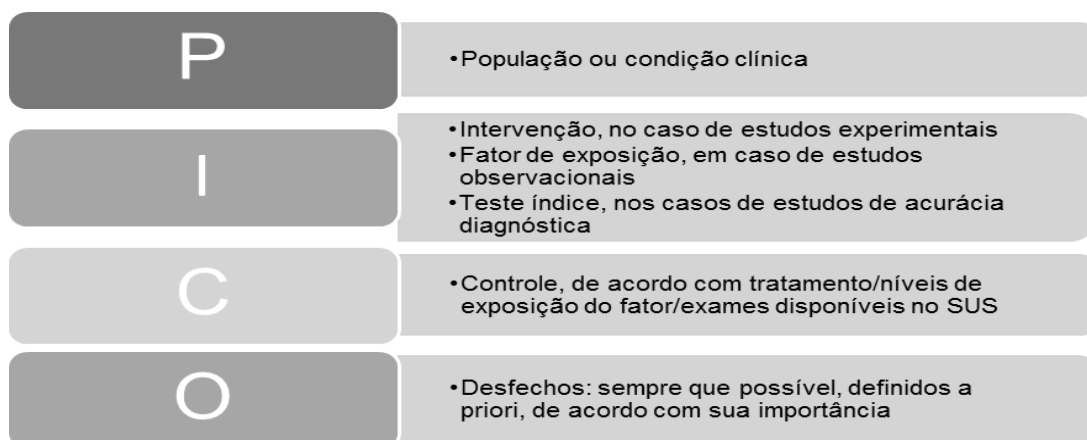 P
•População ou condição clínica
I
•Intervenção, no caso de estudos experimentais
•Fator de exposição, em caso de estudos
observacionais
•Teste índice, nos casos de estudos de acurácia
diagnóstica
C
•Controle, de acordo com tratamento/níveis de
exposição do fator/exames disponíveis no SUS
O
•Desfechos: sempre que possível, definidos a
priori, de acordo com sua importância